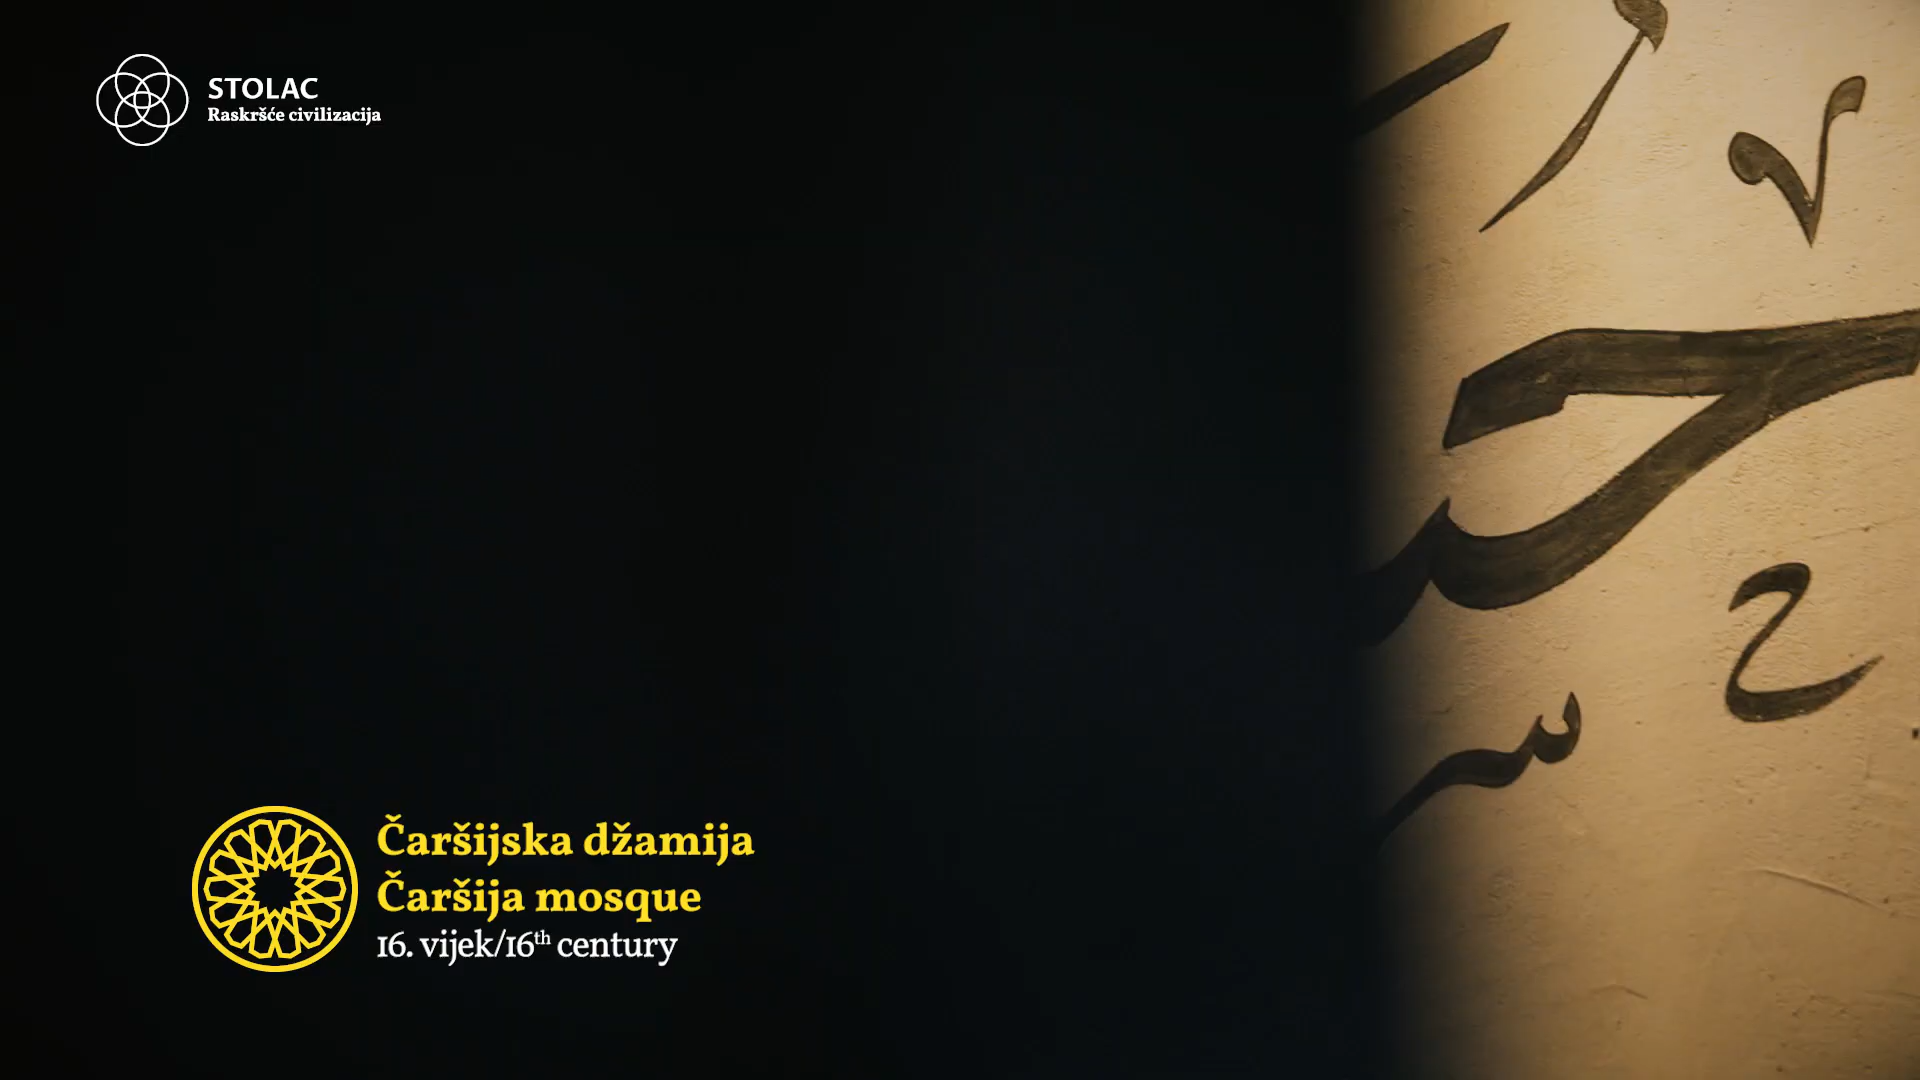 STOLAC
Raskršće civilizacija
Čaršijska džamija
Čaršija mosque
16. vijek/16th century